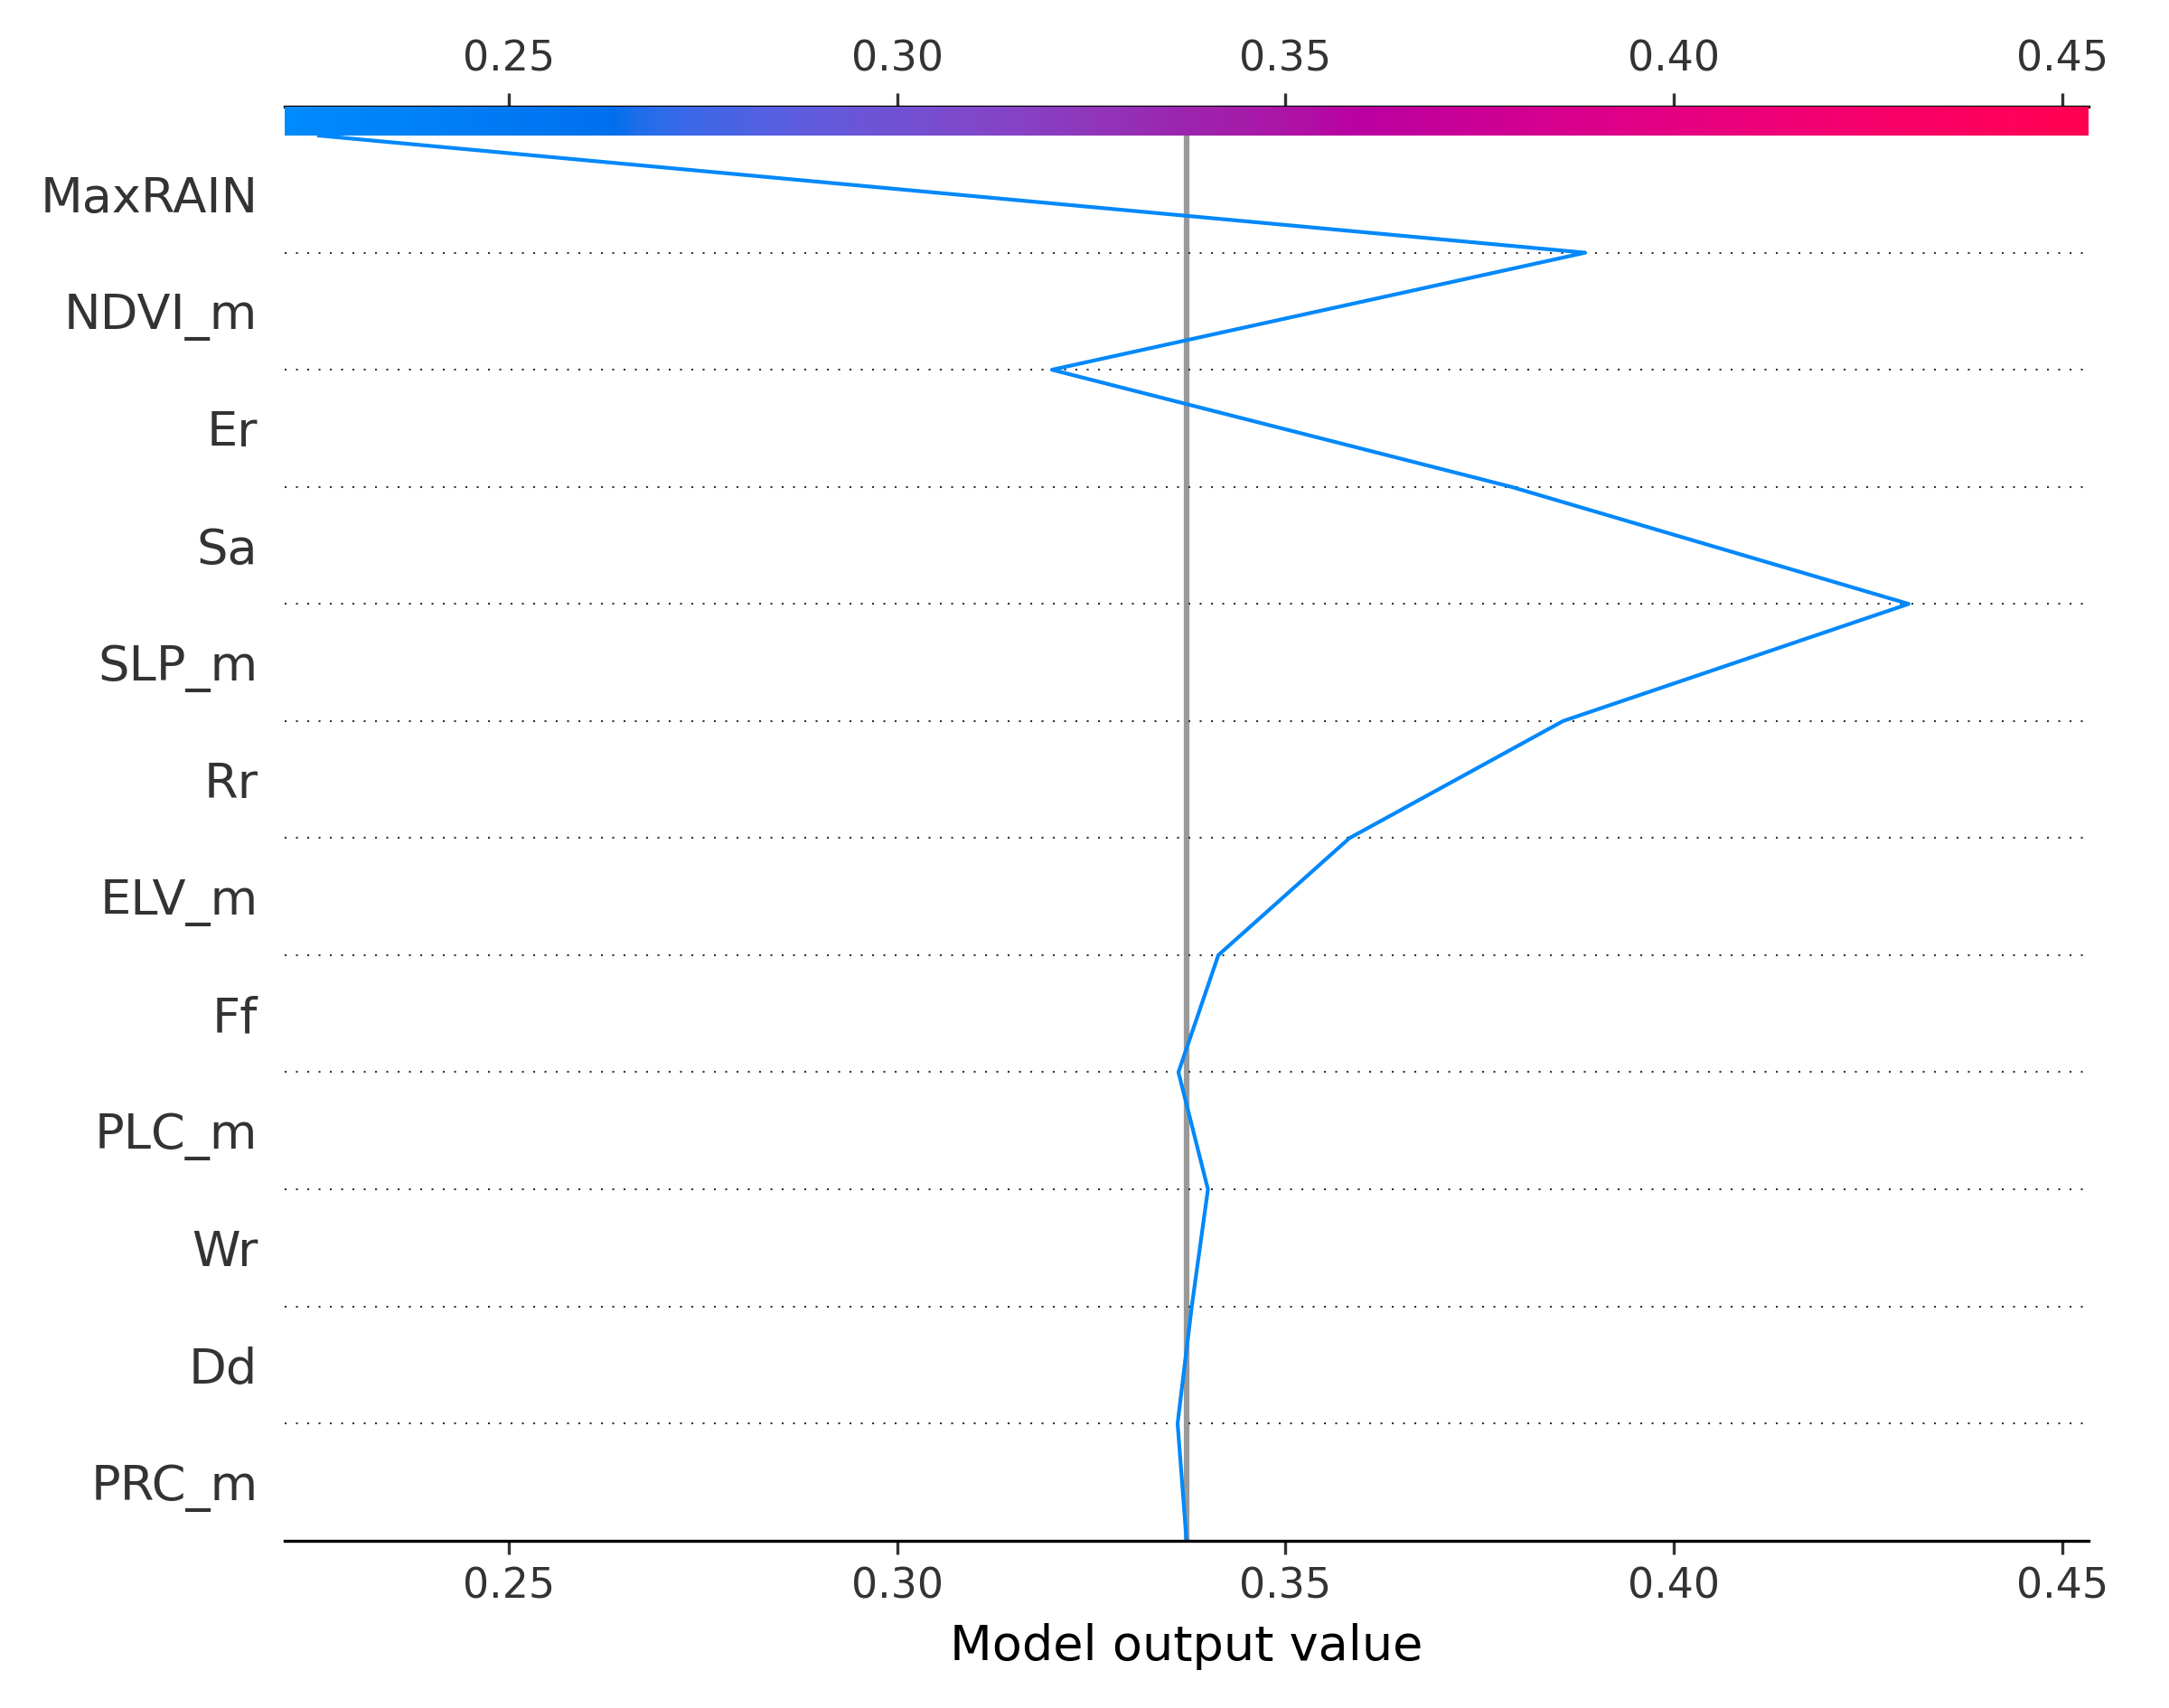 0.25 0.30 0.35 0.40 0.45
MaxRAIN
NDVI_m
Er
Sa
SLP_m
Rr
ELV_m
Ff
PLC_m
Wr
Dd
PRC_m
0.25 0.30 0.35 0.40 0.45
Model output value